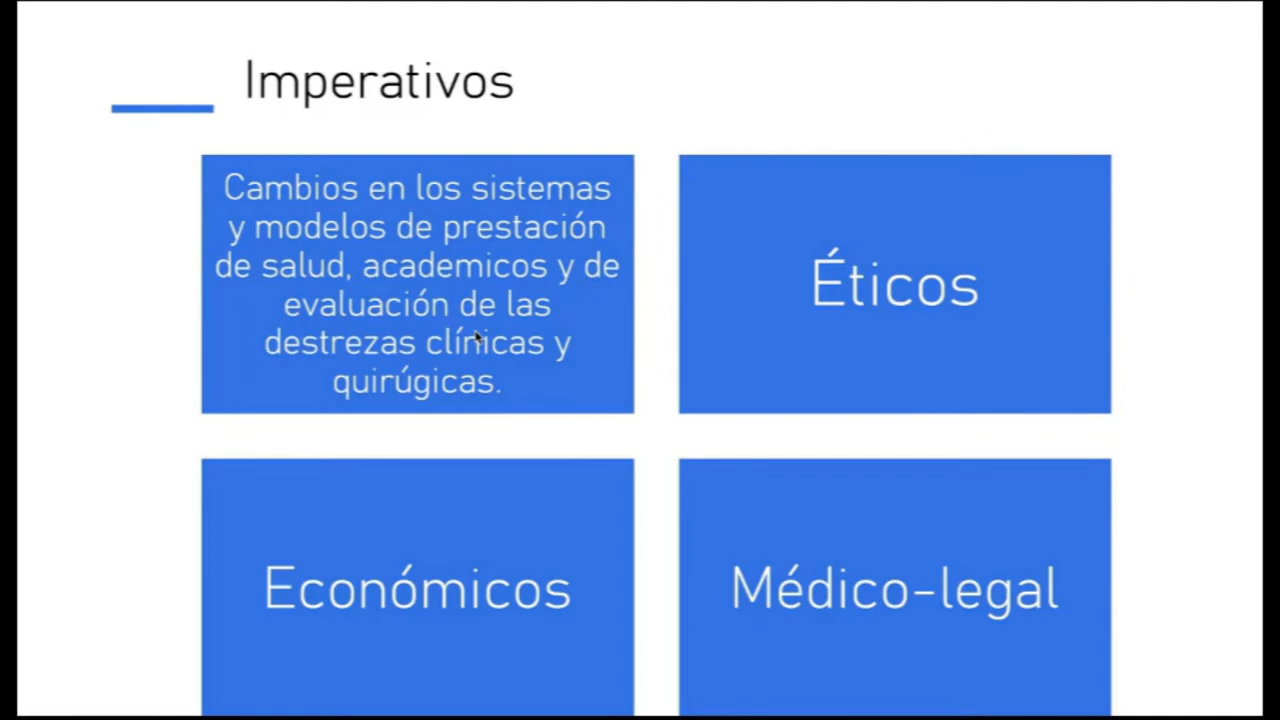 Imperativos
Cambios en los sistemas
y modelos de prestación
de salud, academicos y de
evaluación de las
destrezas clínicas y
quirúgicas.
Éticos
Económicos
Médico-legal